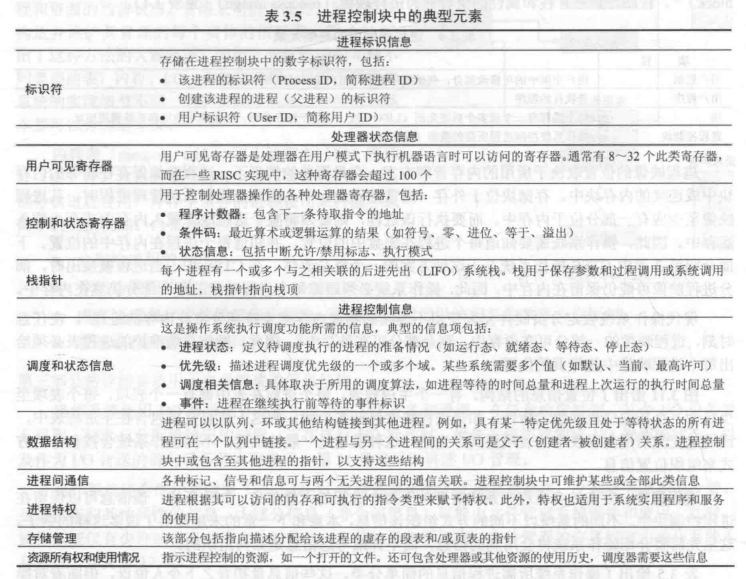 表 3.5 进程控制块中的典型元素
进程标识信息
标识符
存储在进程控制块中的数字标识符，包括：
● 该进程的标识符（Process ID，简称进程 ID）
● 创建该进程的进程（父进程）的标识符
● 用户标识符（User ID，简称用户 ID）
处理器状态信息
用户可见寄存器
用户可见寄存器是处理器在用户模式下执行机器语言时可以访问的寄存器。通常有 8～32 个此类寄存器，
而在一些 RISC 实现中，这种寄存器会超过 100 个
控制和状态寄存器
用于控制处理器操作的各种处理器寄存器，包括：
● 程序计数器：包含下一条待取指令的地址
● 条件码：最近算术或逻辑运算的结果（如符号、零、进位、等于、溢出）
● 状态信息：包括中断允许/禁用标志、执行模式
栈指针
每个进程有一个或多个与之相关联的后进先出（LIFO）系统栈。栈用于保存参数和过程调用或系统调用
的地址，栈指针指向栈顶
进程控制信息
调度和状态信息
这是操作系统执行调度功能所需的信息，典型的信息项包括：
● 进程状态：定义待调度执行的进程的准备情况（如运行态、就绪态、等待态、停止态）
● 优先级：描述进程调度优先级的一个或多个域。某些系统需要多个值（如默认、当前、最高许可）
调度相关信息：具体取决于所用的调度算法，如进程等待的时间总量和进程上次运行的执行时间总量
● 事件：进程在继续执行前等待的事件标识
数据结构
进程可以以队列、环或其他结构链接到其他进程。例如，具有某一特定优先级且处于等待状态的所有进
程可在一个队列中链接。一个进程与另一个进程间的关系可是父子（创建者–被创建者）关系。进程控制
块中或包含至其他进程的指针，以支持这些结构
进程间通信
各种标记、信号和信息可与两个无关进程间的通信关联。进程控制块中可维护某些或全部此类信息
进程特权
进程根据其可以访问的内存和可执行的指令类型来赋予特权。此外，特权也适用于系统实用程序和服务
的使用
存储管理
该部分包括指向描述分配给该进程的虚存的段表和/或页表的指针
资源所有权和使用情况
指示进程控制的资源，如一个打开的文件。还可包含处理器或其他资源的使用历史，调度器需要这些信息